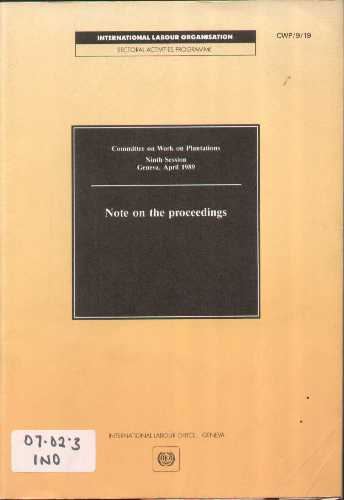 INTERNATIONAL LABOUR ORGANISATION
CWP/9/19
SECTORAL ACTIVITIES PROGRAMME
Committee on Work on Plantations
Ninth Session
Geneva, April 1989
Note on the proceedings
INTERNATIONAL LABOUR OFFICE, GENEVA
07.02.3
IND